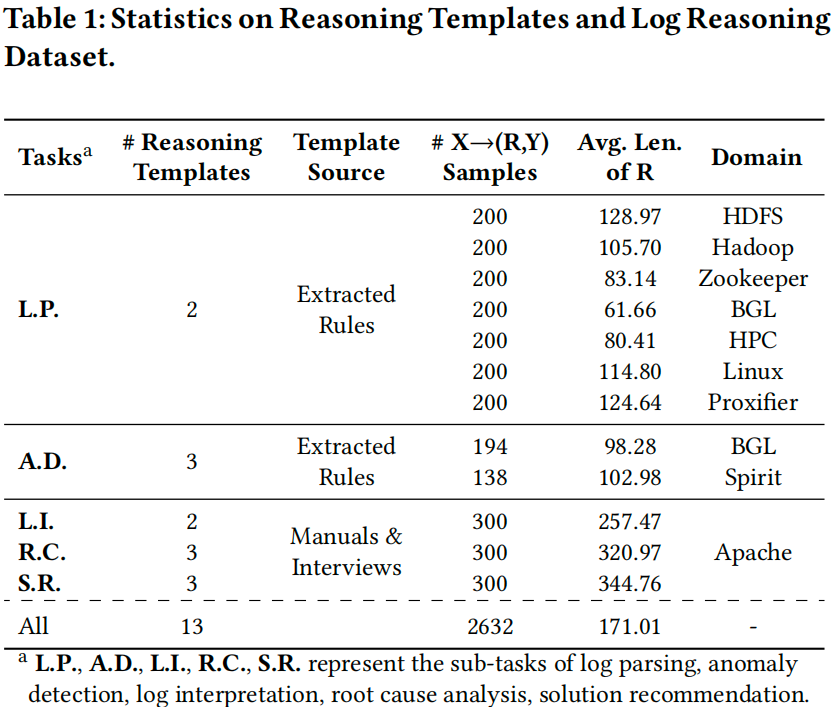 Table 1: Statistics on Reasoning Templates and Log Reasoning
Dataset.
Tasksᵃ # Reasoning Templates Template Source # X→(R,Y) Samples Avg. Len. of R Domain
L.P. 2 Extracted Rules
200 128.97 HDFS
200 105.70 Hadoop
200 83.14 Zookeeper
200 61.66 BGL
200 80.41 HPC
200 114.80 Linux
200 124.64 Proxifier
A.D. 3 Extracted Rules
194 98.28 BGL
138 102.98 Spirit
L.I. 2 300 257.47
R.C. 3 Manuals & Interviews 300 320.97 Apache
S.R. 3 300 344.76
All 13 2632 171.01 -
ᵃ L.P., A.D., L.I., R.C., S.R. represent the sub-tasks of log parsing, anomaly
detection, log interpretation, root cause analysis, solution recommendation.